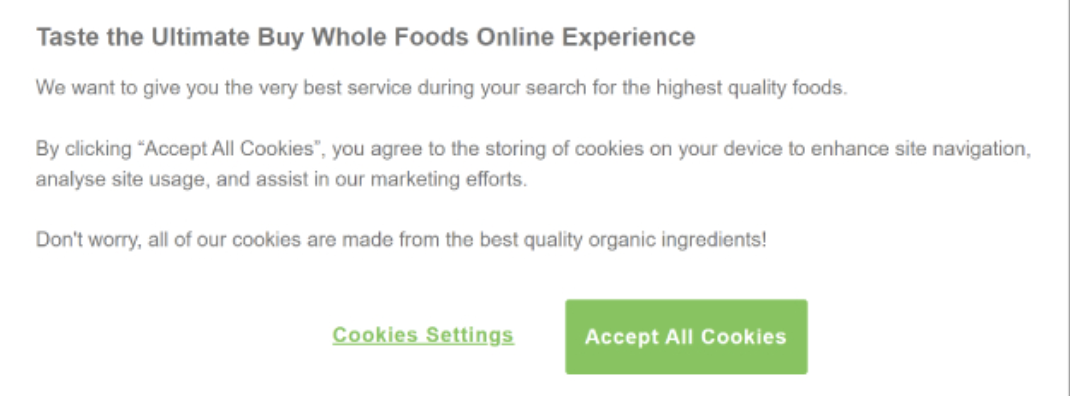 Taste the Ultimate Buy Whole Foods Online Experience
We want to give you the very best service during your search for the highest quality foods.
By clicking “Accept All Cookies”, you agree to the storing of cookies on your device to enhance site navigation,
analyse site usage, and assist in our marketing efforts.
Don't worry, all of our cookies are made from the best quality organic ingredients!
Cookies Settings
Accept All Cookies